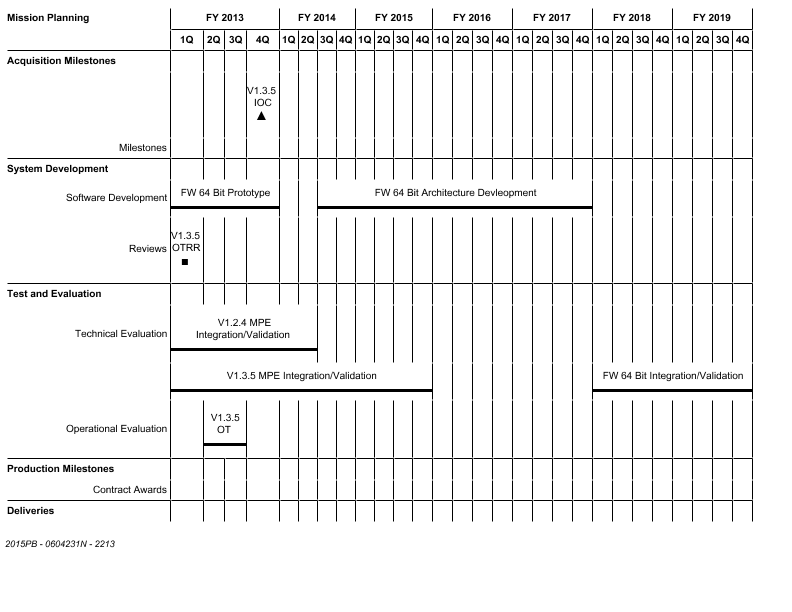 Mission Planning FY 2013 FY 2014 FY 2015 FY 2016 FY 2017 FY 2018 FY 2019
1Q 2Q 3Q 4Q 1Q 2Q 3Q 4Q 1Q 2Q 3Q 4Q 1Q 2Q 3Q 4Q 1Q 2Q 3Q 4Q 1Q 2Q 3Q 4Q 1Q 2Q 3Q 4Q
Acquisition Milestones
V1.3.5
IOC
Milestones
System Development
Software Development FW 64 Bit Prototype FW 64 Bit Architecture Devleopment
V1.3.5
Reviews OTRR
Test and Evaluation
V1.2.4 MPE
Technical Evaluation Integration/Validation
V1.3.5 MPE Integration/Validation FW 64 Bit Integration/Validation
V1.3.5
Operational Evaluation OT
Production Milestones
Contract Awards
Deliveries
2015PB - 0604231N - 2213